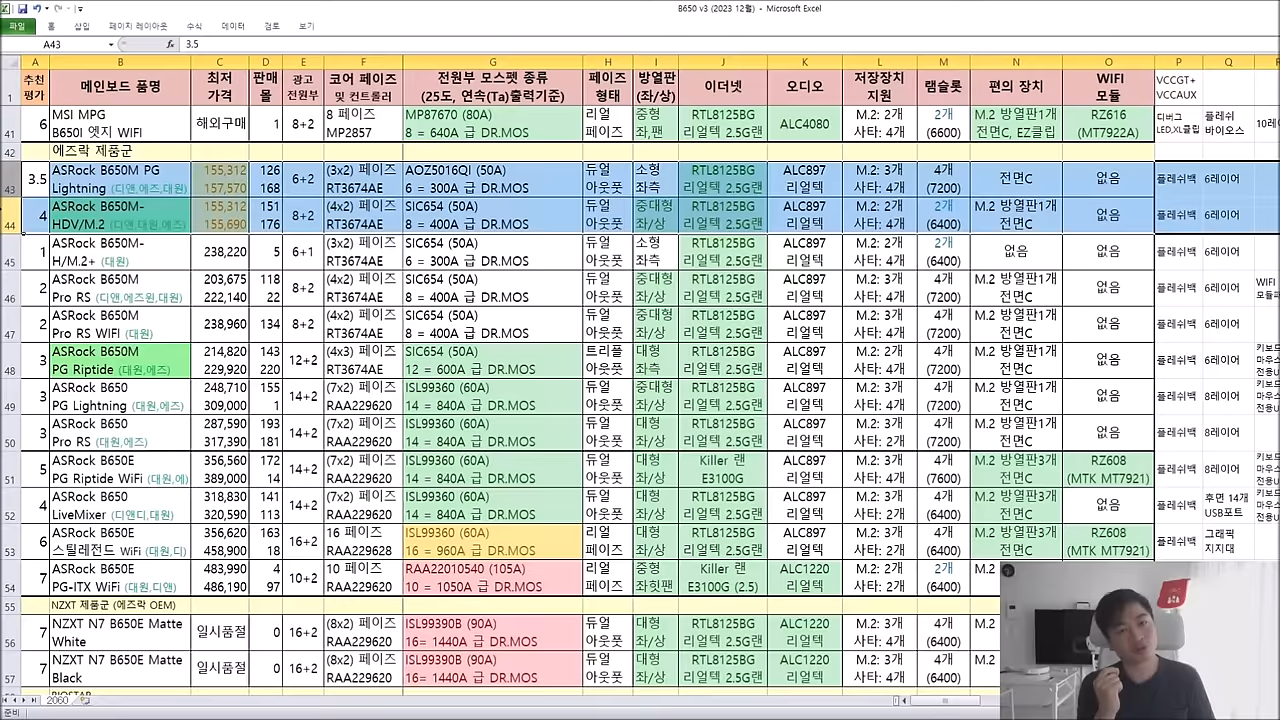 B650 v3 (2023 12월) - Microsoft Excel
파일 홈 삽입 페이지 레이아웃 수식 데이터 검토 보기
A43 fx 3.5
A B C D E F G H I J K L M N O P Q R
1 추천 평가 메인보드 품명 최저 가격 판매 몰 광고 전원부 코어 페이즈 및 컨트롤러 전원부 모스펫 종류 (25도, 연속(Ta)출력기준) 페이즈 형태 방열판 (좌/상) 이더넷 오디오 저장장치 지원 램슬롯 편의 장치 WIFI 모듈 VCCGT+ VCCAUX
41 6 MSI MPG 해외구매 1 8+2 8 페이즈 MP87670 (80A) 리얼 중형 RTL8125BG ALC4080 M.2: 2개 2개 M.2 방열판1개 RZ616 디버그 플래쉬
B650I 엣지 WIFI MP2857 8 = 640A 급 DR.MOS 페이즈 좌,팬 리얼텍 2.5G랜 사타: 4개 (6600) 전면C, EZ클립 (MT7922A) LED,XL클립 바이오스
42 에즈락 제품군
43 3.5 ASRock B650M PG 155,312 126 6+2 (3x2) 페이즈 AOZ5016QI (50A) 듀얼 소형 RTL8125BG ALC897 M.2: 3개 2개 전면C 없음 플레쉬백 6레이어
Lightning (디앤,에즈,대원) 157,570 168 RT3674AE 6 = 300A 급 DR.MOS 아웃풋 좌측 리얼텍 2.5G랜 리얼텍 사타: 4개 (7200)
44 4 ASRock B650M- 155,312 151 8+2 (4x2) 페이즈 SIC654 (50A) 듀얼 중대형 RTL8125BG ALC897 M.2: 2개 2개 M.2 방열판1개 없음 플레쉬백 6레이어
HDV/M.2 (디앤,대원,에즈) 155,690 176 RT3674AE 8 = 400A 급 DR.MOS 아웃풋 좌/상 리얼텍 2.5G랜 리얼텍 사타: 4개 (6400) 전면C
45 1 ASRock B650M- 238,220 5 6+1 (3x2) 페이즈 SIC654 (50A) 듀얼 소형 RTL8125BG ALC897 M.2: 2개 2개 없음 없음 플레쉬백 6레이어
H/M.2+ (대원) RT3674AE 6 = 300A 급 DR.MOS 아웃풋 좌측 리얼텍 2.5G랜 리얼텍 사타: 4개 (6400)
46 2 ASRock B650M 203,675 118 8+2 (4x2) 페이즈 SIC654 (50A) 듀얼 중대형 RTL8125BG ALC897 M.2: 3개 4개 M.2 방열판1개 없음 플레쉬백 6레이어 WIFI
Pro RS (디앤,에즈윈,대원) 222,140 22 RT3674AE 8 = 400A 급 DR.MOS 아웃풋 좌/상 리얼텍 2.5G랜 리얼텍 사타: 4개 (7200) 전면C
47 2 ASRock B650M 238,960 134 8+2 (4x2) 페이즈 SIC654 (50A) 듀얼 중대형 RTL8125BG ALC897 M.2: 3개 4개 M.2 방열판1개 없음 플레쉬백 6레이어
Pro RS WIFI (대원) RT3674AE 8 = 400A 급 DR.MOS 아웃풋 좌/상 리얼텍 2.5G랜 리얼텍 사타: 4개 (7200) 전면C
48 3 ASRock B650M 214,820 143 12+2 (4x3) 페이즈 SIC654 (50A) 트리플 대형 RTL8125BG ALC897 M.2: 2개 4개 M.2 방열판1개 없음 플레쉬백 6레이어
PG Riptide (대원,에즈) 229,920 220 RT3674AE 12 = 600A 급 DR.MOS 아웃풋 좌측 리얼텍 2.5G랜 리얼텍 사타: 4개 (7200) 전면C
49 3 ASRock B650 248,710 155 14+2 (7x2) 페이즈 ISL99360 (60A) 듀얼 중대형 RTL8125BG ALC897 M.2: 3개 4개 M.2 방열판1개 없음 플레쉬백 8레이어
PG Lightning (대원,에즈) 309,000 1 RAA229620 14 = 840A 급 DR.MOS 아웃풋 좌/상 리얼텍 2.5G랜 리얼텍 사타: 4개 (7200) 전면C
50 3 ASRock B650 287,590 193 14+2 (7x2) 페이즈 ISL99360 (60A) 듀얼 대형 RTL8125BG ALC897 M.2: 3개 4개 M.2 방열판1개 없음 플레쉬백 8레이어
Pro RS (대원,에즈) 317,390 181 RAA229620 14 = 840A 급 DR.MOS 아웃풋 좌/상 리얼텍 2.5G랜 리얼텍 사타: 2개 (7200) 전면C
51 5 ASRock B650E 356,560 172 14+2 (7x2) 페이즈 ISL99360 (60A) 듀얼 대형 Killer 랜 ALC897 M.2: 3개 4개 M.2 방열판3개 RZ608 플레쉬백 8레이어
PG Riptide WiFi (대원,에) 389,000 14 RAA229620 14 = 840A 급 DR.MOS 아웃풋 좌/상 E3100G 리얼텍 사타: 4개 (7600) 전면C (MTK MT7921)
52 4 ASRock B650 318,830 141 14+2 (7x2) 페이즈 ISL99360 (60A) 듀얼 대형 RTL8125BG ALC897 M.2: 3개 4개 M.2 방열판3개 없음 플레쉬백 후면 14개
LiveMixer (디앤디,대원) 320,590 113 RAA229620 14 = 840A 급 DR.MOS 아웃풋 좌/상 리얼텍 2.5G랜 리얼텍 사타: 4개 (6400) 전면C USB포트
53 6 ASRock B650E 356,620 163 16+2 16 페이즈 ISL99360 (60A) 리얼 대형 RTL8125BG ALC897 M.2: 3개 4개 M.2 방열판3개 RZ608 플레쉬백 그래픽
스틸레전드 WiFi (대원,디) 458,900 18 RAA229628 16 = 960A 급 DR.MOS 페이즈 좌/상 리얼텍 2.5G랜 리얼텍 사타: 2개 (6400) 전면C (MTK MT7921) 지지대
54 7 ASRock B650E 483,990 4 10+2 10 페이즈 RAA22010540 (105A) 리얼 중형 Killer 랜 ALC1220 M.2: 2개 2개 M.2
PG-ITX WiFi (대원,디앤) 486,190 97 RAA229620 10 = 1050A 급 DR.MOS 페이즈 좌힛팬 E3100G (2.5) 리얼텍 사타: 2개 (6400)
55 NZXT 제품군 (에즈락 OEM)
56 7 NZXT N7 B650E Matte 일시품절 0 16+2 (8x2) 페이즈 ISL99390B (90A) 듀얼 대형 RTL8125BG ALC1220 M.2: 3개 4개 M.2
White RAA229620 16= 1440A 급 DR.MOS 아웃풋 좌/상 리얼텍 2.5G랜 리얼텍 사타: 4개 (6400)
57 7 NZXT N7 B650E Matte 일시품절 0 16+2 (8x2) 페이즈 ISL99390B (90A) 듀얼 대형 RTL8125BG ALC1220 M.2: 3개 4개 M.2
Black RAA229620 16= 1440A 급 DR.MOS 아웃풋 좌/상 리얼텍 2.5G랜 리얼텍 사타: 4개 (6400)
BIOSTAR
2060
준비